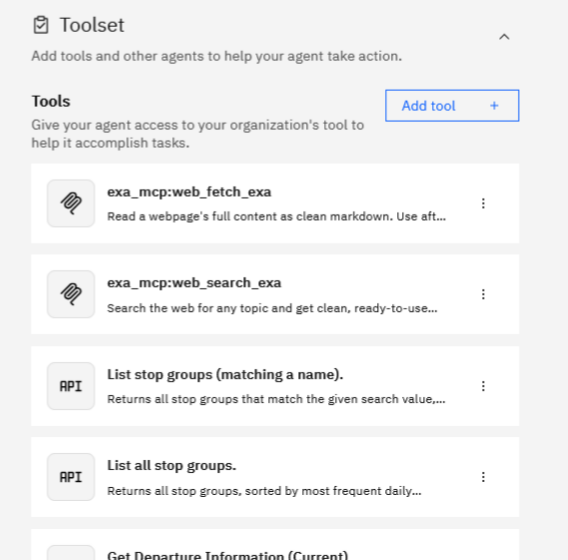 Toolset
Add tools and other agents to help your agent take action.
Tools
Add tool +
Give your agent access to your organization's tool to
help it accomplish tasks.
exa_mcp:web_fetch_exa
Read a webpage's full content as clean markdown. Use aft...
exa_mcp:web_search_exa
Search the web for any topic and get clean, ready-to-use...
API
List stop groups (matching a name).
Returns all stop groups that match the given search value,...
API
List all stop groups.
Returns all stop groups, sorted by most frequent daily...
Get Departure Information (Current)